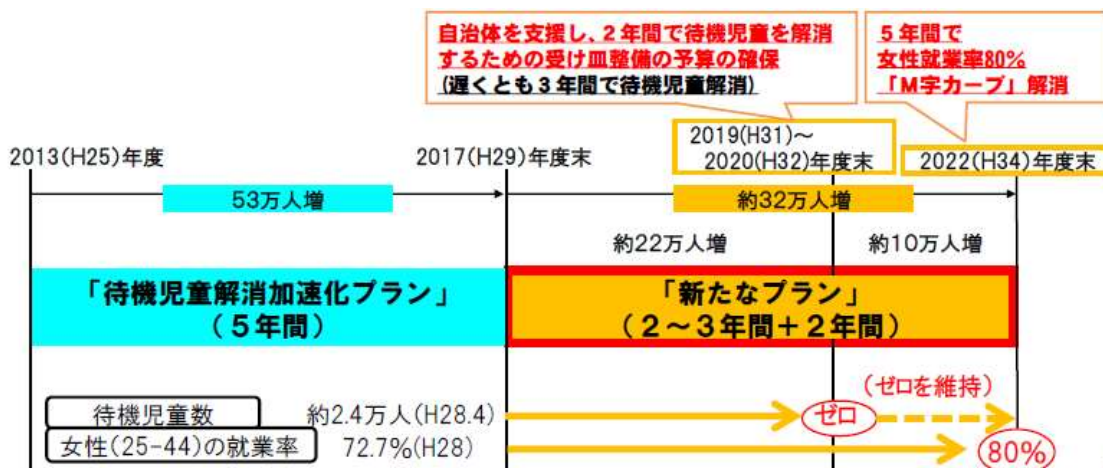 自治体を支援し、２年間で待機児童を解消
するための受け皿整備の予算の確保
(遅くとも３年間で待機児童解消)
５年間で
女性就業率80%
「Ｍ字カーブ」解消
2013(H25)年度
2017(H29)年度末
2019(H31)～
2020(H32)年度末
2022(H34)年度末
53万人増
約32万人増
約22万人増
約10万人増
「待機児童解消加速化プラン」
（５年間）
「新たなプラン」
（２～３年間＋２年間）
待機児童数
約2.4万人(H28.4)
ゼロ
(ゼロを維持)
女性(25-44)の就業率
72.7%(H28)
80%